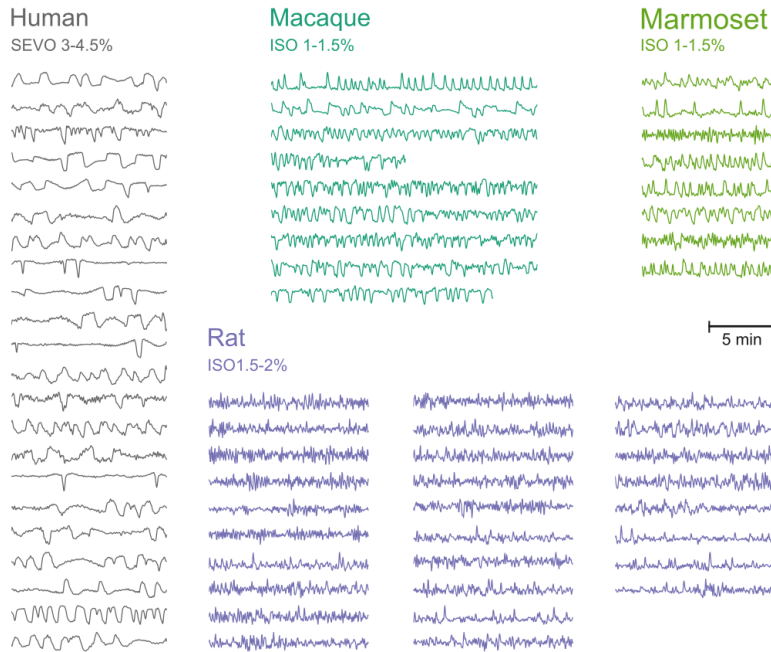 Human
SEVO 3-4.5%
Macaque
ISO 1-1.5%
Marmoset
ISO 1-1.5%
5 min
Rat
ISO1.5-2%